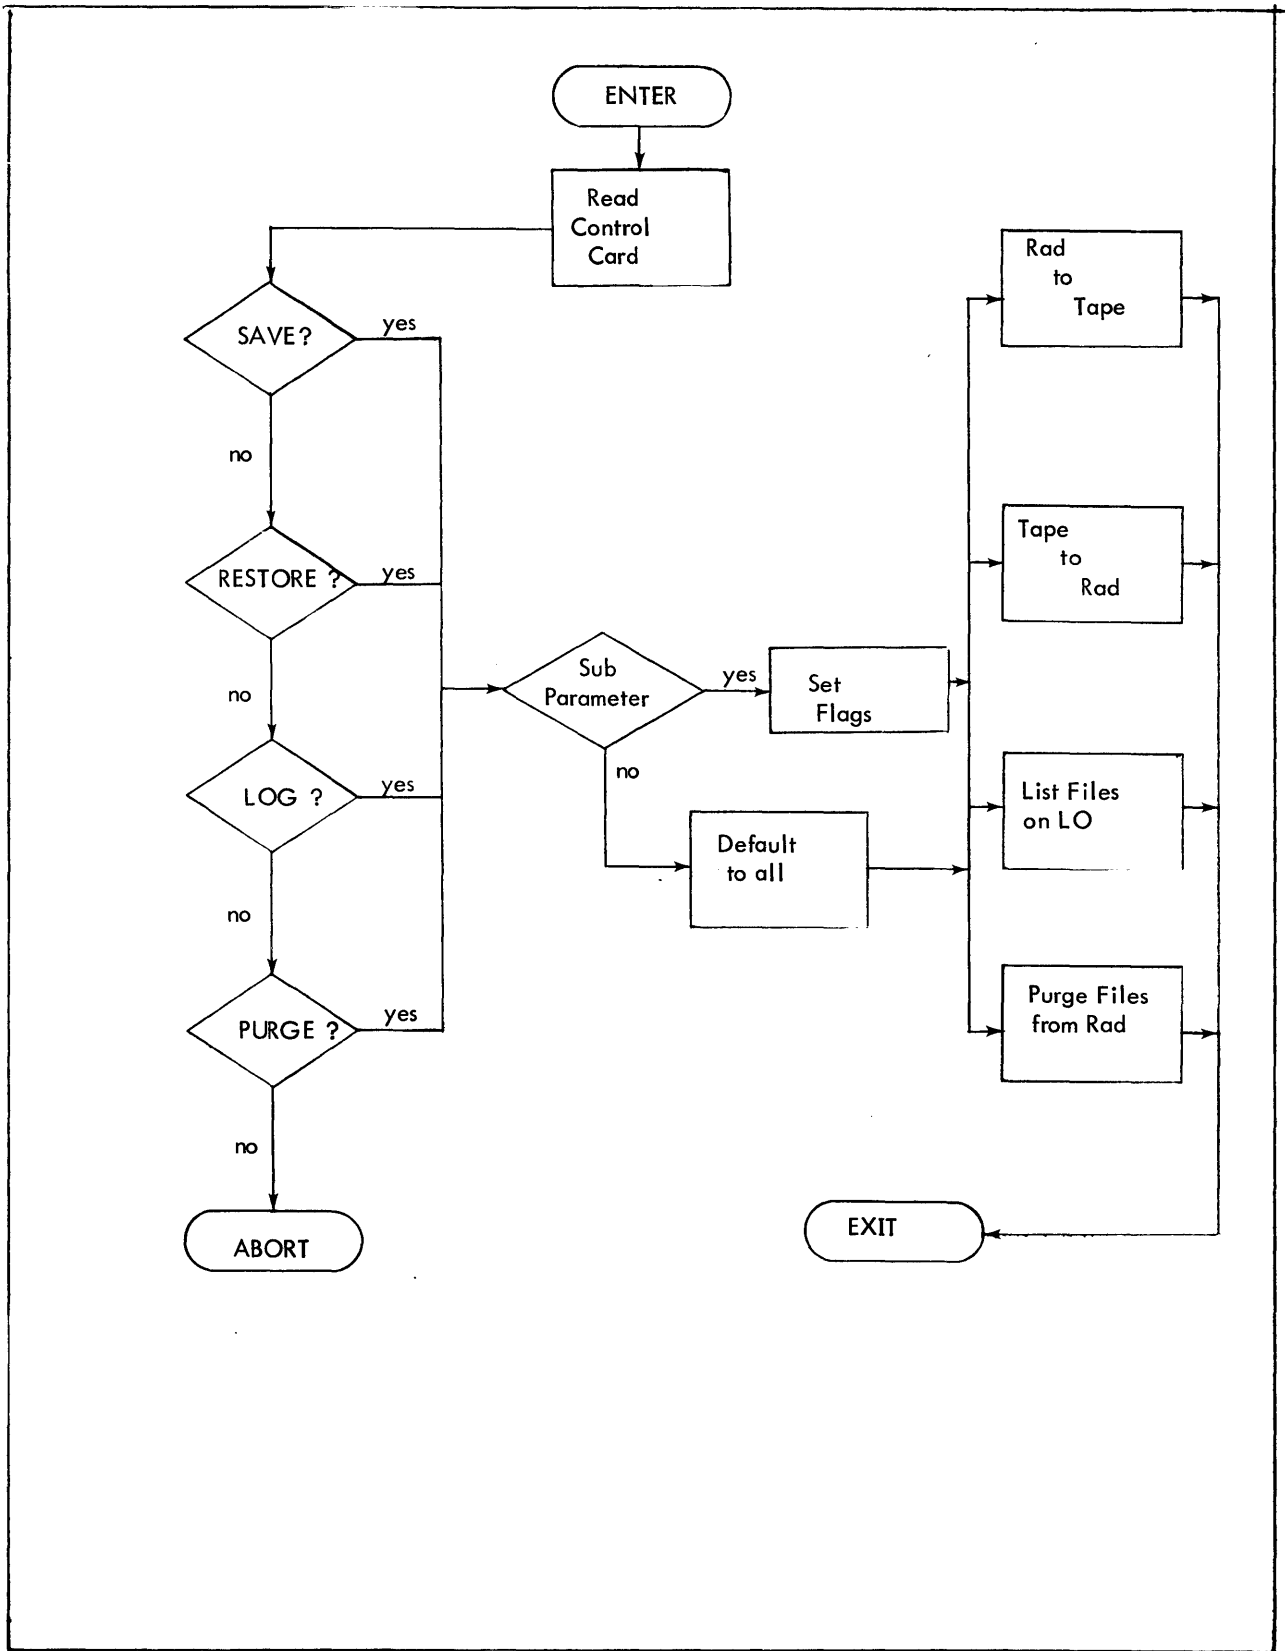 ENTER
Read
Control
Card
SAVE?
yes
no
RESTORE ?
yes
no
LOG ?
yes
no
PURGE ?
yes
no
ABORT
Sub
Parameter
yes
no
Set
Flags
Default
to all
Rad
to
Tape
Tape
to
Rad
List Files
on LO
Purge Files
from Rad
EXIT